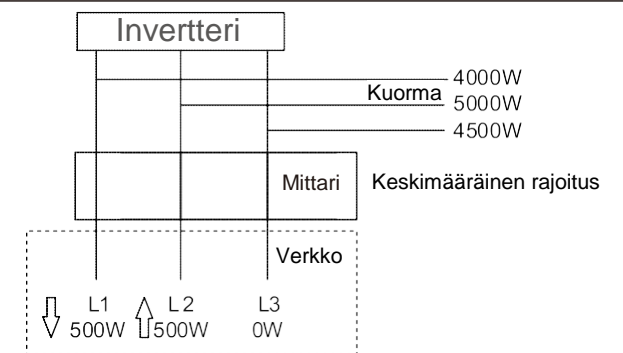 Invertteri
4000W
Kuorma
5000W
4500W
Mittari
Keskimääräinen rajoitus
Verkko
L1 L2 L3
500W 500W 0W